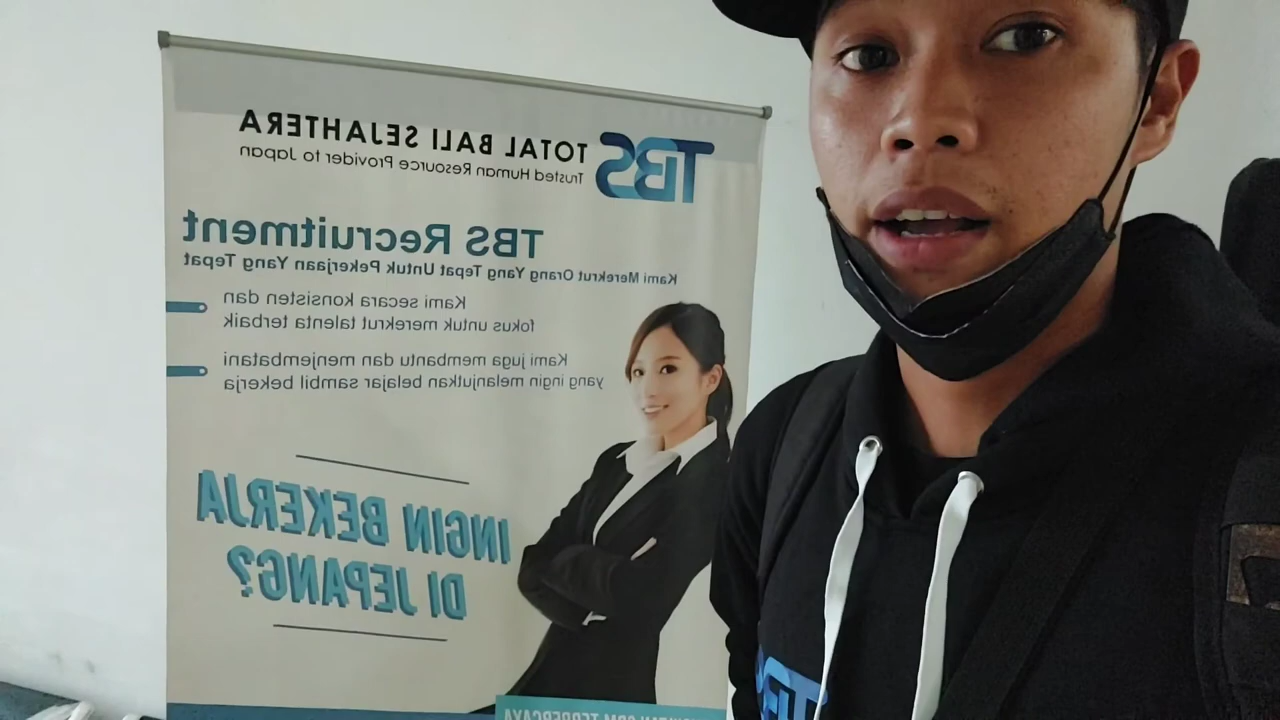 TBS
TOTAL BALI SEJAHTERA
Trusted Human Resource Provider to Japan
TBS Recruitment
Kami Merekrut Orang Yang Tepat Untuk Pekerjaan Yang Tepat
Kami secara konsisten dan
fokus untuk merekrut talenta terbaik
Kami juga membantu dan menjembatani
yang ingin melanjutkan belajar sambil bekerja
INGIN BEKERJA
DI JEPANG?
TERPERCAYA
TBS